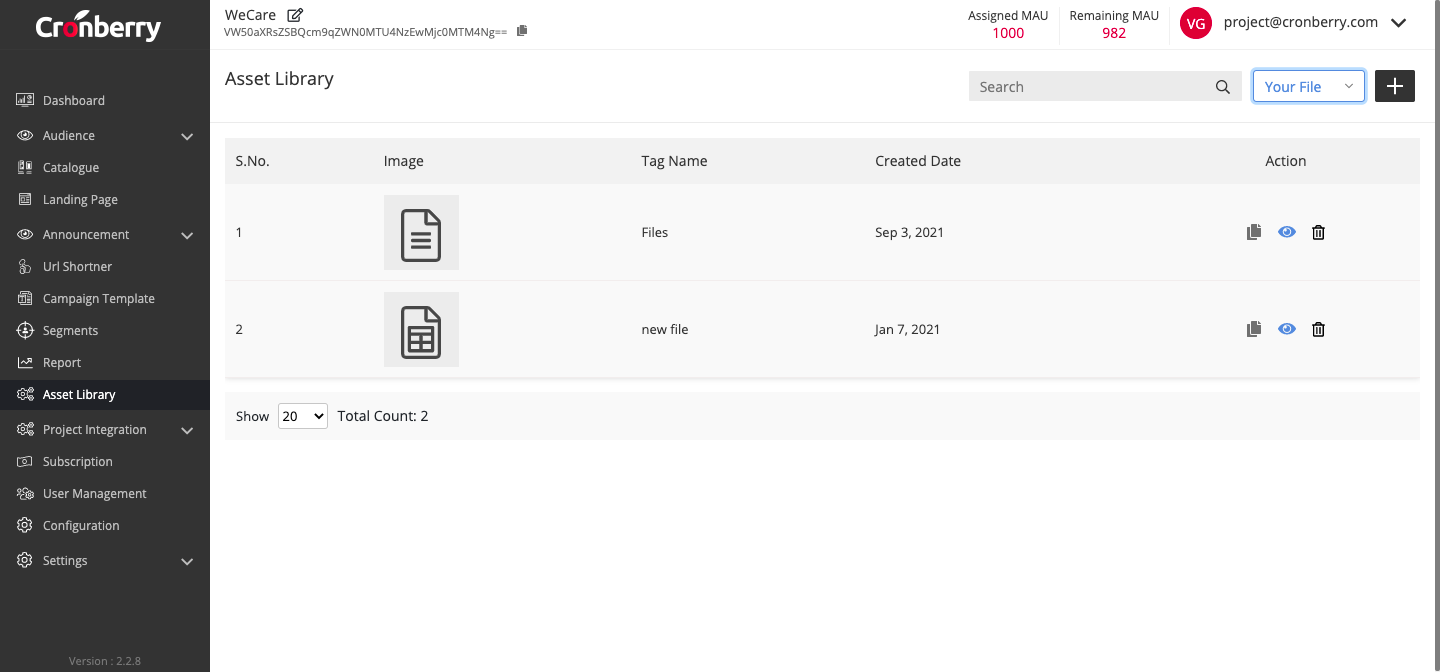 Cronberry
WeCare
VW50aXRsZSBQcm9qZWN0MTU4NzEwMjc0MTM4Ng==
Assigned MAU
1000
Remaining MAU
982
VG
project@cronberry.com
Dashboard
Audience
Catalogue
Landing Page
Announcement
Url Shortner
Campaign Template
Segments
Report
Asset Library
Project Integration
Subscription
User Management
Configuration
Settings
Version : 2.2.8
Asset Library
Search
Your File
S.No. Image Tag Name Created Date Action
1 Files Sep 3, 2021
2 new file Jan 7, 2021
Show 20 Total Count: 2